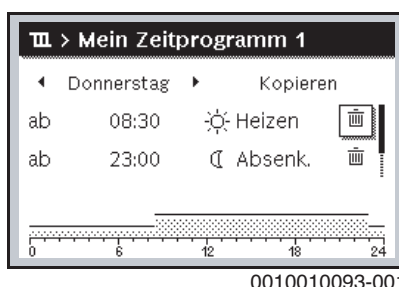 > Mein Zeitprogramm 1
Donnerstag Kopieren
ab 08:30 Heizen
ab 23:00 Absenk.
0 6 12 18 24
0010010093-001